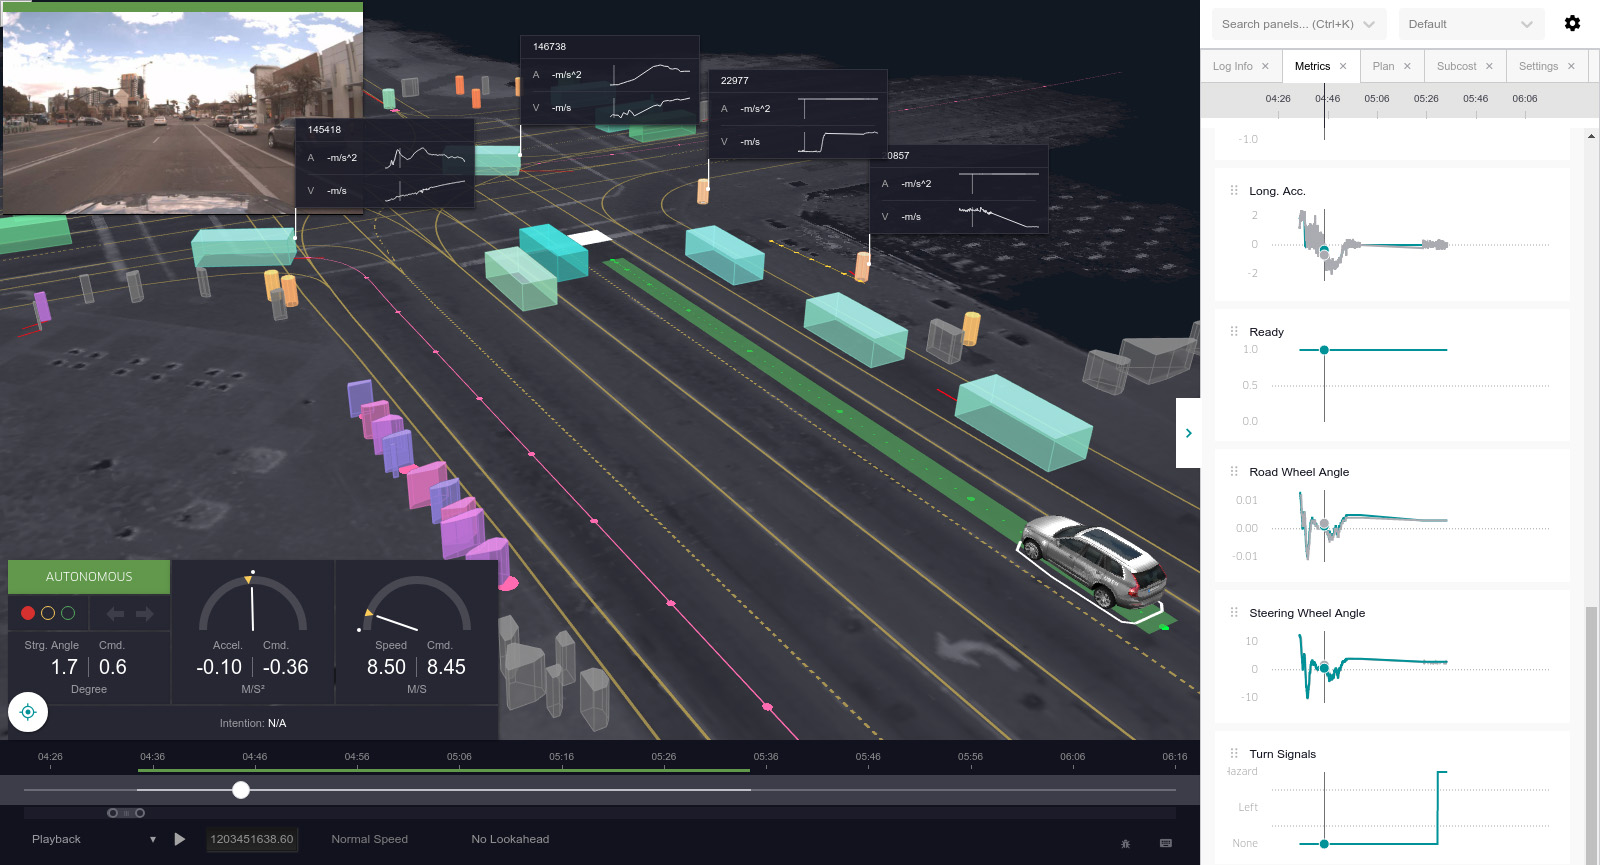 146738
A -m/s^2
V -m/s
22977
A -m/s^2
V -m/s
145418
A -m/s^2
V -m/s
0857
A -m/s^2
V -m/s
AUTONOMOUS
Strg. Angle Cmd.
1.7 0.6
Degree
Accel. Cmd.
-0.10 -0.36
M/S²
Speed Cmd.
8.50 8.45
M/S
Intention: N/A
04:26 04:36 04:46 04:56 05:06 05:16 05:26 05:36 05:46 05:56 06:06 06:16
Playback
1203451638.60
Normal Speed
No Lookahead
Search panels... (Ctrl+K)
Default
Log Info
Metrics
Plan
Subcost
Settings
04:26 04:46 05:06 05:26 05:46 06:06
-1.0
Long. Acc.
2
0
-2
Ready
1.0
0.5
0.0
Road Wheel Angle
0.01
0.00
-0.01
Steering Wheel Angle
10
0
-10
Turn Signals
Hazard
Left
None